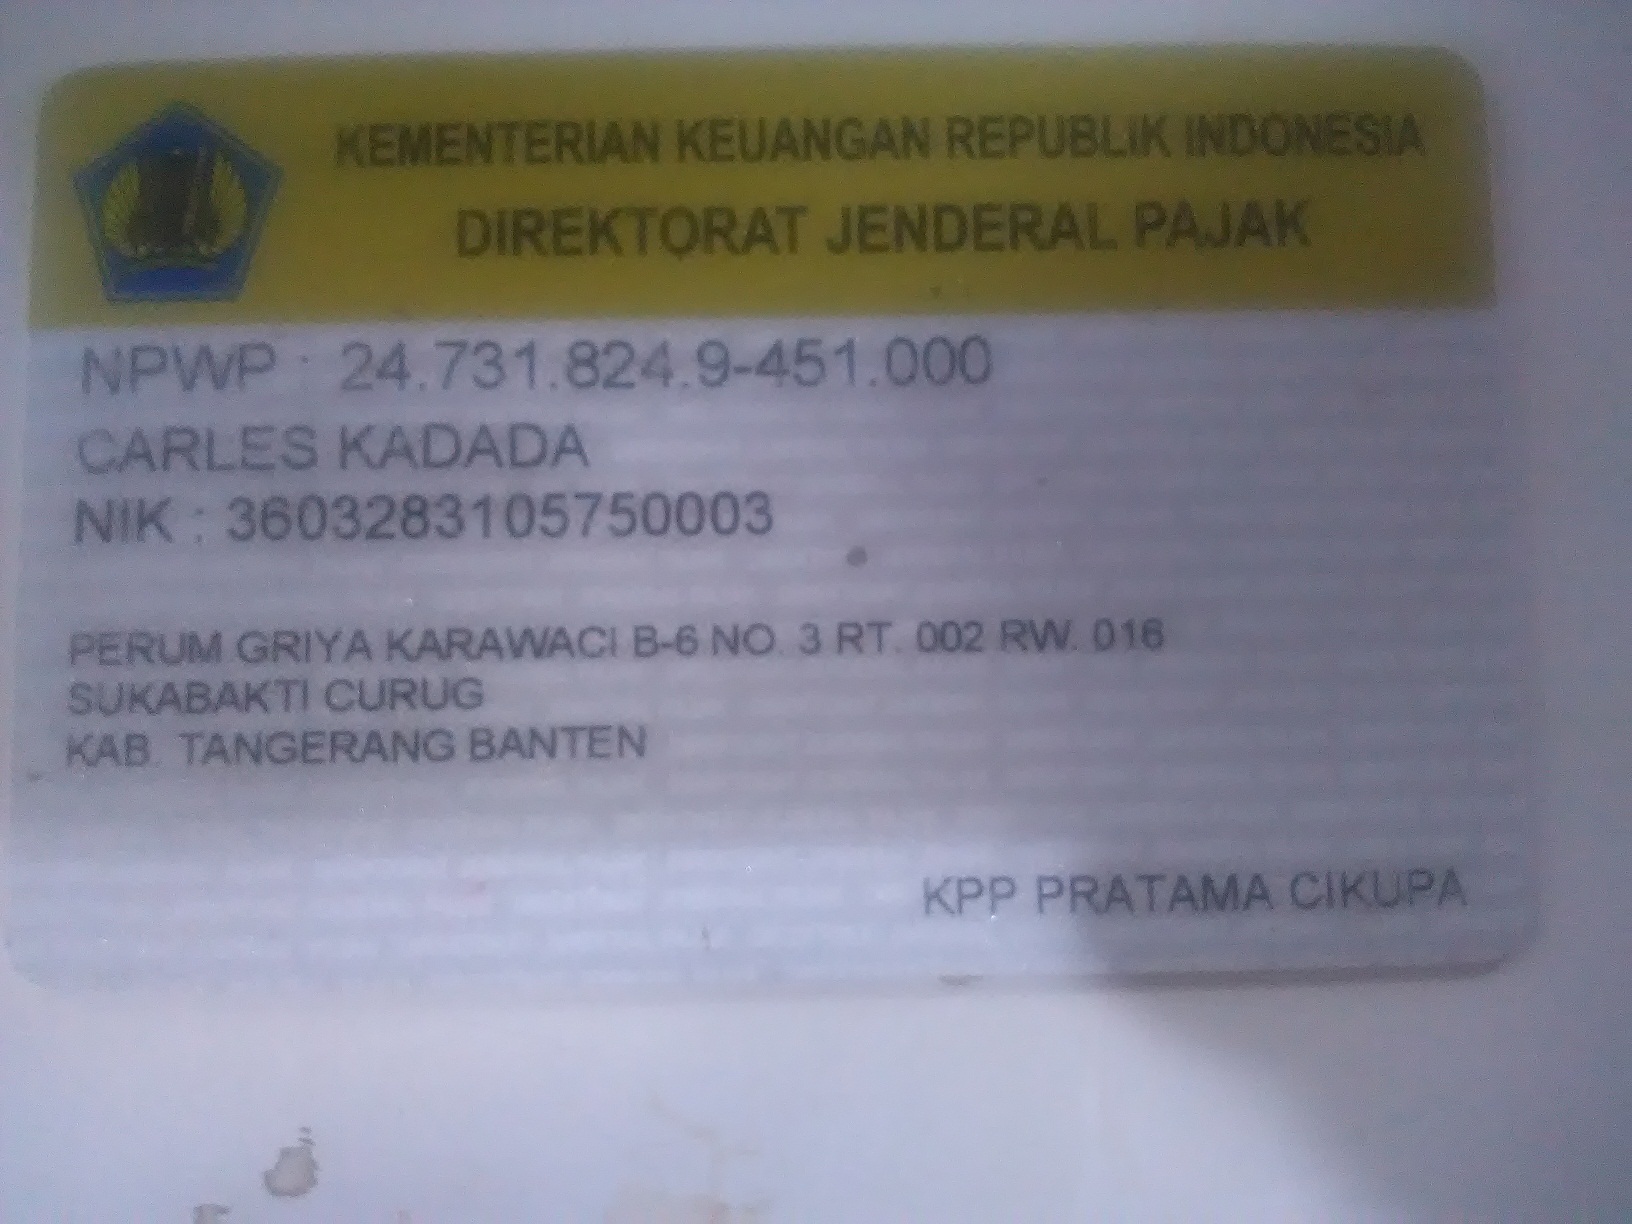 KEMENTERIAN KEUANGAN REPUBLIK INDONESIA
DIREKTORAT JENDERAL PAJAK
NPWP : 24.731.824.9-451.000
CARLES KADADA
NIK : 3603283105750003
PERUM GRIYA KARAWACI B-6 NO. 3 RT. 002 RW. 016
SUKABAKTI CURUG
KAB. TANGERANG BANTEN
KPP PRATAMA CIKUPA